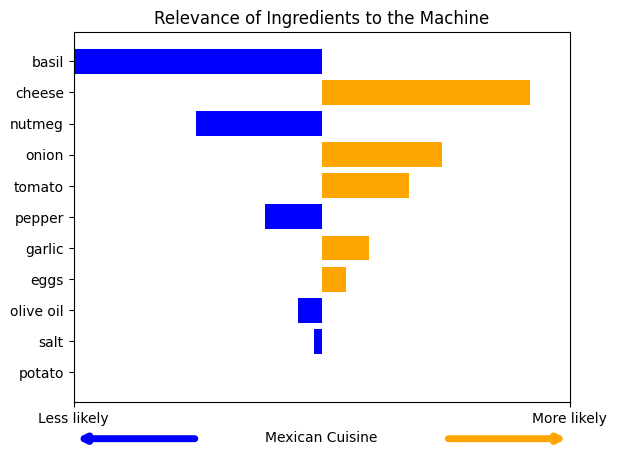 Relevance of Ingredients to the Machine
basil
cheese
nutmeg
onion
tomato
pepper
garlic
eggs
olive oil
salt
potato
Less likely
More likely
Mexican Cuisine